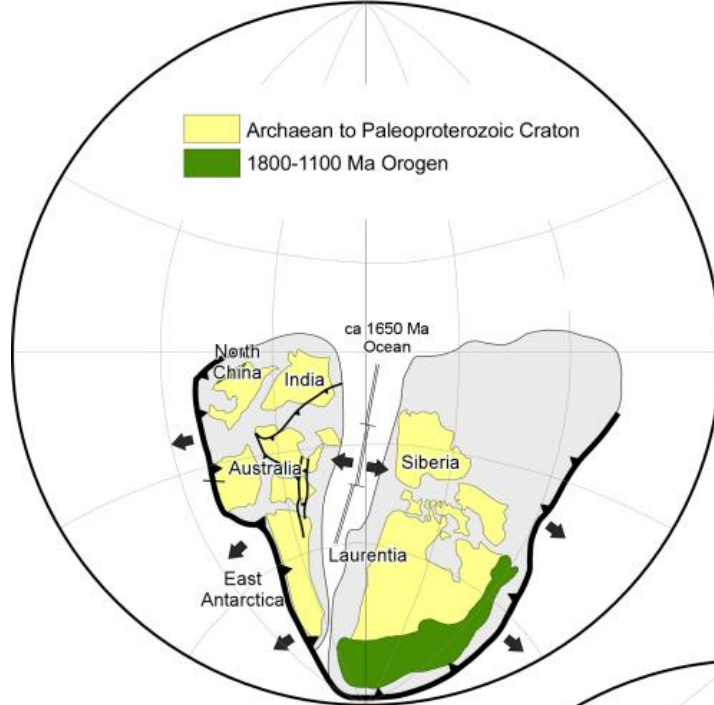 Archaean to Paleoproterozoic Craton
1800-1100 Ma Orogen
ca 1650 Ma
Ocean
North
China
India
Australia
Siberia
Laurentia
East
Antarctica